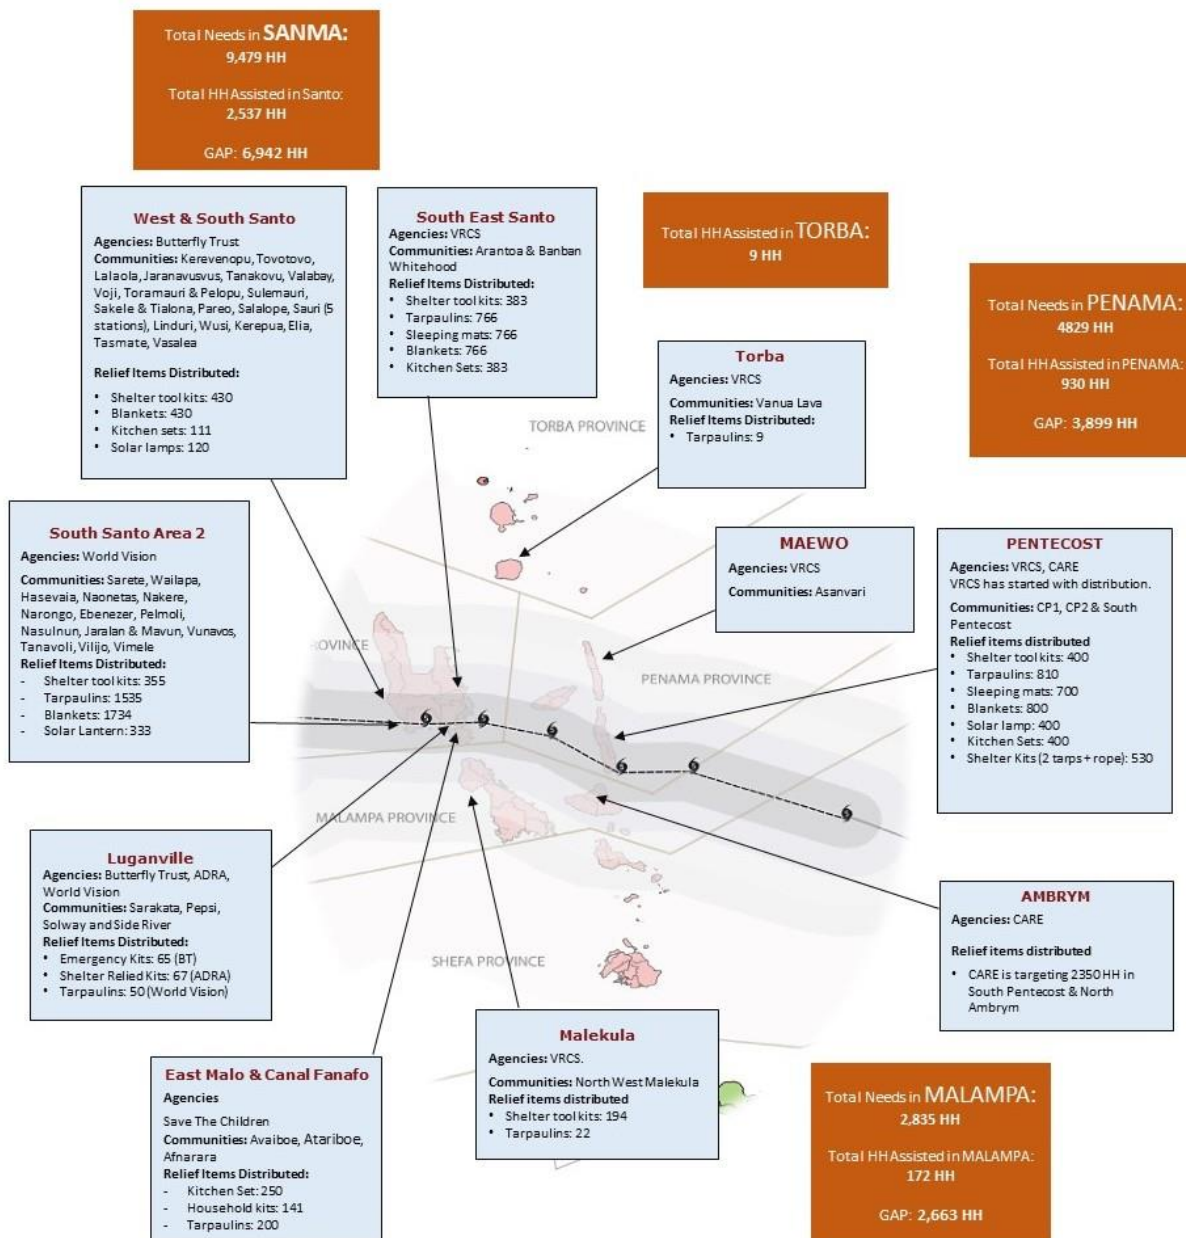 Total Needs in SANMA:
9,479 HH
Total HH Assisted in Santo:
2,537 HH
GAP: 6,942 HH
West & South Santo
Agencies: Butterfly Trust
Communities: Kerevenopu, Tovotovo,
Lalaola, Jaranavusvus, Tanakovu, Valabay,
Voji, Toramauri & Pelopu, Sulemauri,
Sakele & Tialona, Pareo, Salalope, Sauri (5
stations), Linduri, Wusi, Kerepua, Elia,
Tasmate, Vasalea
Relief Items Distributed:
• Shelter tool kits: 430
• Blankets: 430
• Kitchen sets: 111
• Solar lamps: 120
South East Santo
Agencies: VRCS
Communities: Arantoa & Banban
Whitehood
Relief Items Distributed:
• Shelter tool kits: 383
• Tarpaulins: 766
• Sleeping mats: 766
• Blankets: 766
• Kitchen Sets: 383
Total HH Assisted in TORBA:
9 HH
Total Needs in PENAMA:
4829 HH
Total HH Assisted in PENAMA:
930 HH
GAP: 3,899 HH
Torba
Agencies: VRCS
Communities: Vanua Lava
Relief Items Distributed:
• Tarpaulins: 9
TORBA PROVINCE
South Santo Area 2
Agencies: World Vision
Communities: Sarete, Wailapa,
Hasevaia, Naonetas, Nakere,
Narongo, Ebenezer, Pelmoli,
Nasulnun, Jaralan & Mavun, Vunavos,
Tanavoli, Vilijo, Vimele
Relief Items Distributed:
- Shelter tool kits: 355
- Tarpaulins: 1535
- Blankets: 1734
- Solar Lantern: 333
MAEWO
Agencies: VRCS
Communities: Asanvari
PENTECOST
Agencies: VRCS, CARE
VRCS has started with distribution.
Communities: CP1, CP2 & South
Pentecost
Relief items distributed
• Shelter tool kits: 400
• Tarpaulins: 810
• Sleeping mats: 700
• Blankets: 800
• Solar lamp: 400
• Kitchen Sets: 400
• Shelter Kits (2 tarps + rope): 530
ROVINCE
PENAMA PROVINCE
MALAMPA PROVINCE
SHEFA PROVINCE
Luganville
Agencies: Butterfly Trust, ADRA,
World Vision
Communities: Sarakata, Pepsi,
Solway and Side River
Relief Items Distributed:
• Emergency Kits: 65 (BT)
• Shelter Relied Kits: 67 (ADRA)
• Tarpaulins: 50 (World Vision)
AMBRYM
Agencies: CARE
Relief items distributed
• CARE is targeting 2350 HH in
South Pentecost & North
Ambrym
Malekula
Agencies: VRCS.
Communities: North West Malekula
Relief items distributed
• Shelter tool kits: 194
• Tarpaulins: 22
East Malo & Canal Fanafo
Agencies
Save The Children
Communities: Avaiboe, Atariboe,
Afnarara
Relief Items Distributed:
- Kitchen Set: 250
- Household kits: 141
- Tarpaulins: 200
Total Needs in MALAMPA:
2,835 HH
Total HH Assisted in MALAMPA:
172 HH
GAP: 2,663 HH